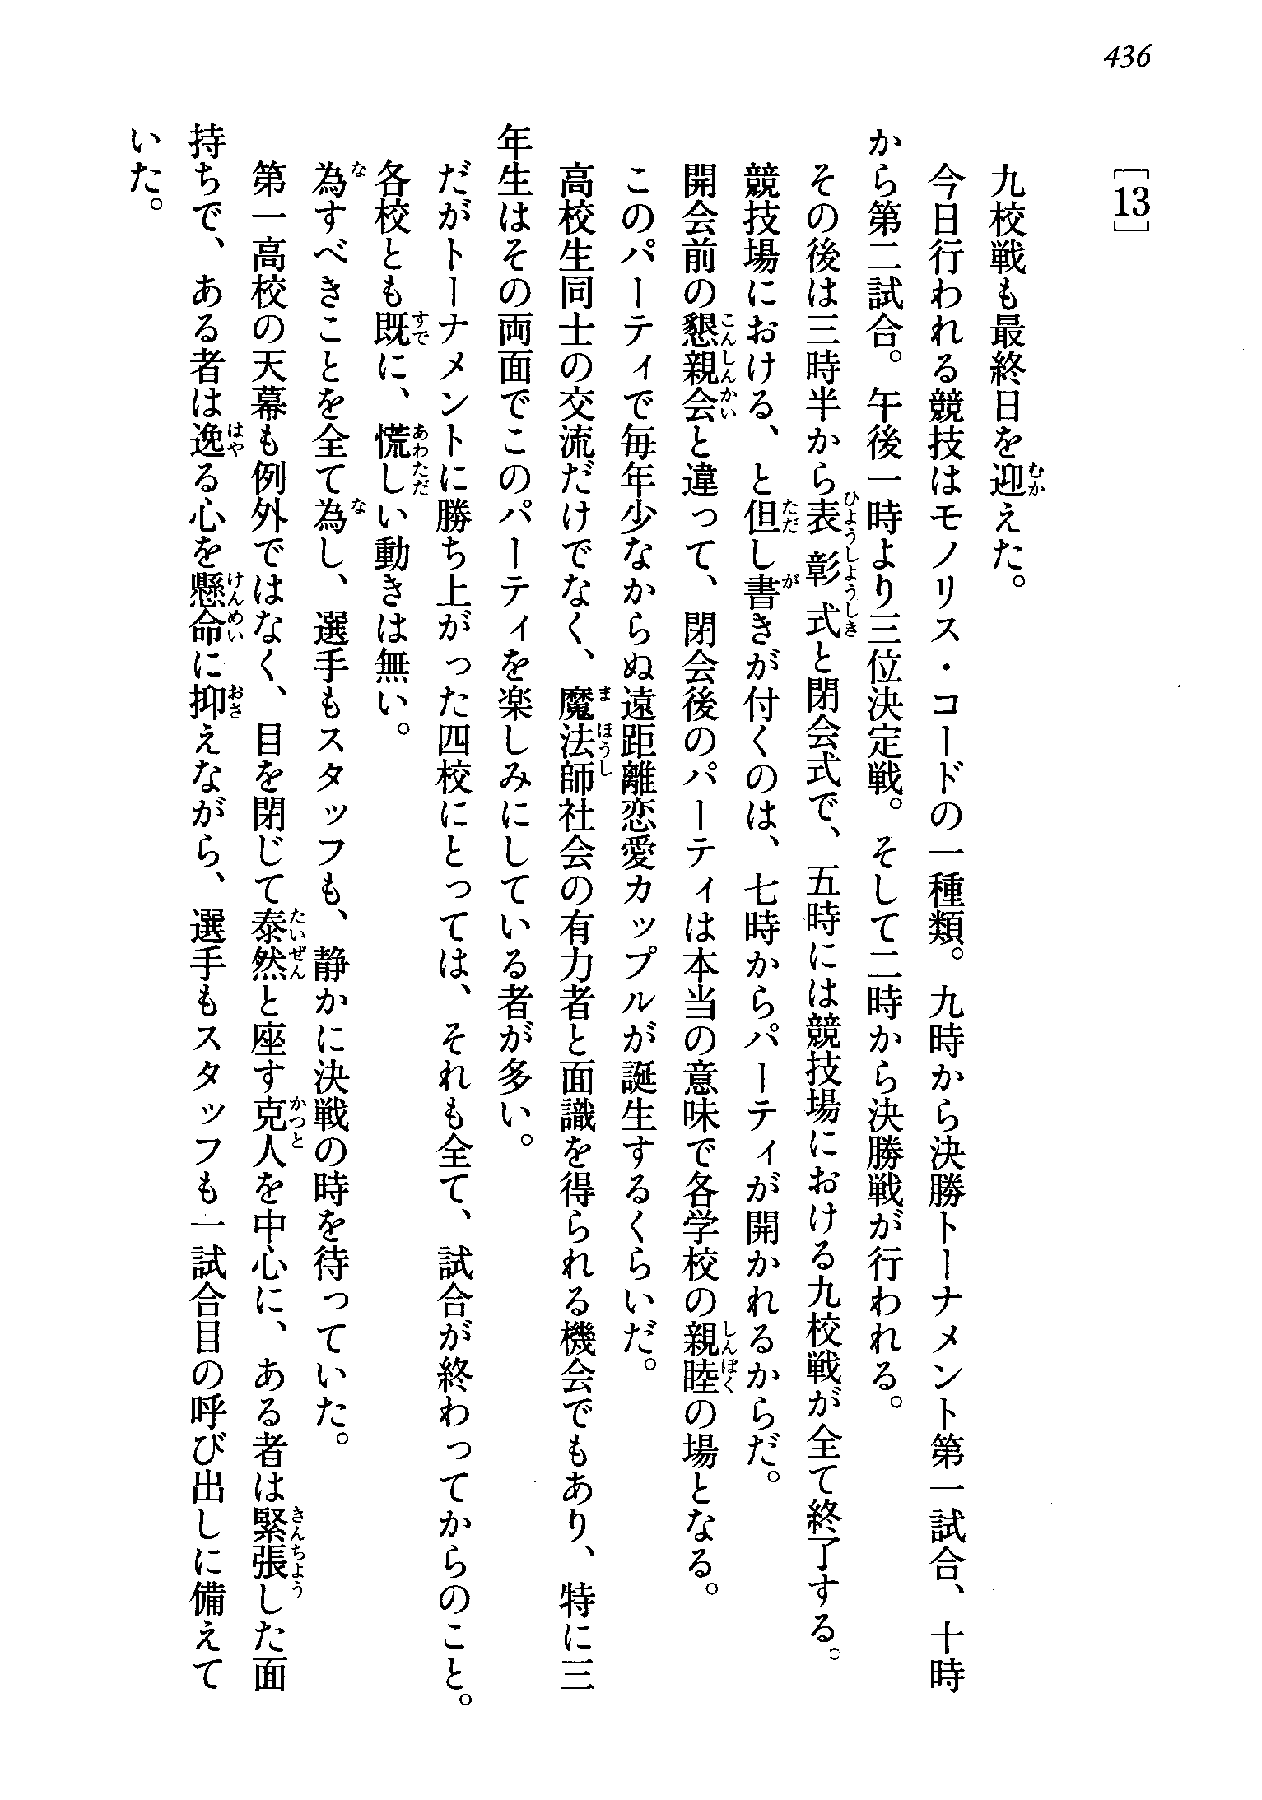 436
[13]
九校戦も最終日を迎えた。
今日行われる競技はモノリス・コードの一種類。九時から決勝トーナメント第一試合、十時
から第二試合。午後一時より三位決定戦。そして二時から決勝戦が行われる。
その後は三時半から表彰式と閉会式で、五時には競技場における九校戦が全て終了する。
競技場における、と但し書きが付くのは、七時からパーティが開かれるからだ。
開会前の懇親会と違って、閉会後のパーティは本当の意味で各学校の親睦の場となる。
このパーティで毎年少なからぬ遠距離恋愛カップルが誕生するくらいだ。
高校生同士の交流だけでなく、魔法師社会の有力者と面識を得られる機会でもあり、特に三
年生はその両面でこのパーティを楽しみにしている者が多い。
だがトーナメントに勝ち上がった四校にとっては、それも全て、試合が終わってからのこと。
各校とも既に、慌しい動きは無い。
為すべきことを全て為し、選手もスタッフも、静かに決戦の時を待っていた。
第一高校の天幕も例外ではなく、目を閉じて泰然と座す克人を中心に、ある者は緊張した面
持ちで、ある者は逸る心を懸命に抑えながら、選手もスタッフも一試合目の呼び出しに備えて
いた。